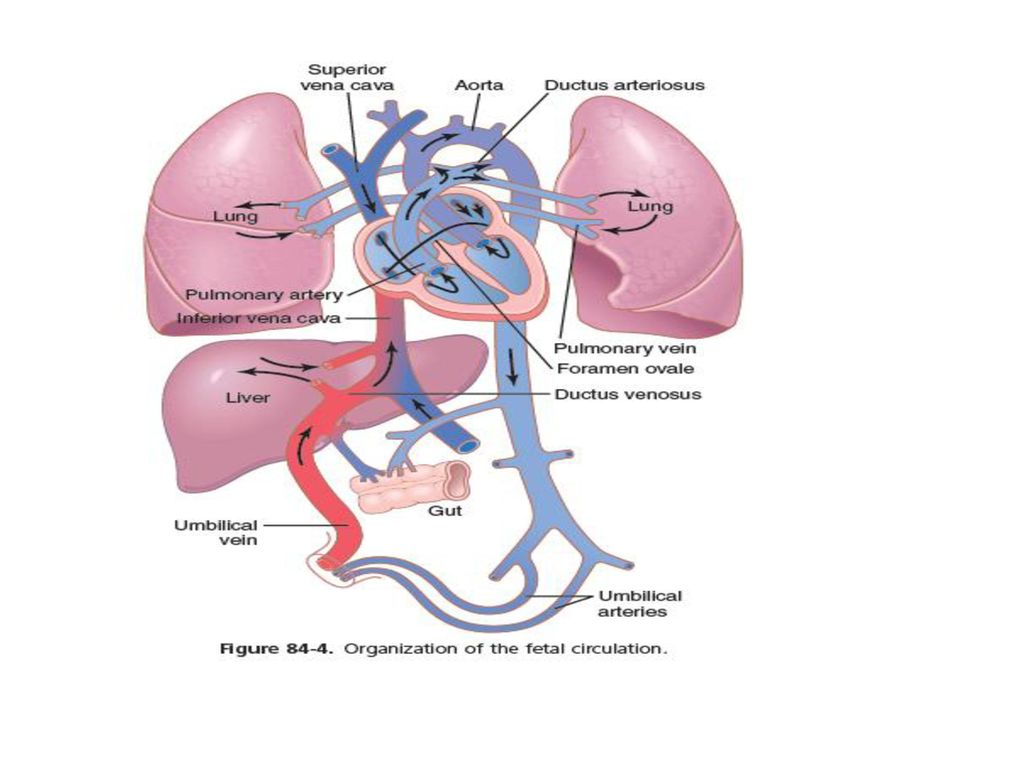 Superior
vena cava
Aorta
Ductus arteriosus
Lung
Lung
Pulmonary artery
Inferior vena cava
Pulmonary vein
Foramen ovale
Ductus venosus
Liver
Gut
Umbilical
vein
Umbilical
arteries
Figure 84-4. Organization of the fetal circulation.